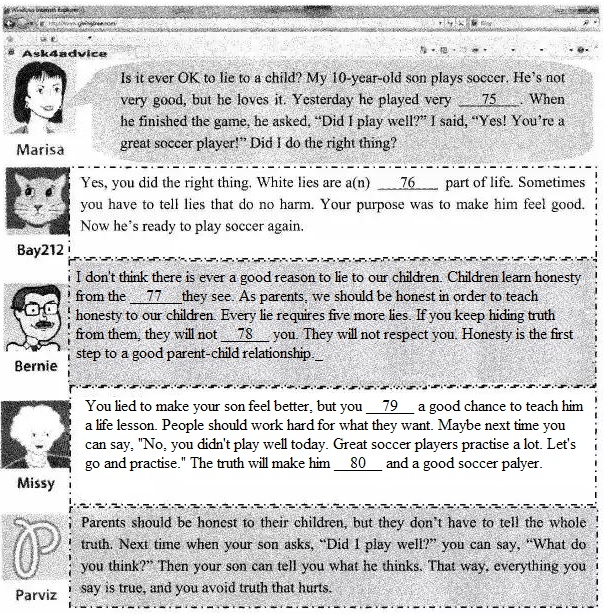 Windows Internet Explorer
Ask4advice
Is it ever OK to lie to a child? My 10-year-old son plays soccer. He's not
very good, but he loves it. Yesterday he played very 75 . When
he finished the game, he asked, "Did I play well?" I said, "Yes! You're a
great soccer player!" Did I do the right thing?
Marisa
Yes, you did the right thing. White lies are a(n) 76 part of life. Sometimes
you have to tell lies that do no harm. Your purpose was to make him feel good.
Now he's ready to play soccer again.
Bay212
I don't think there is ever a good reason to lie to our children. Children learn honesty
from the 77 they see. As parents, we should be honest in order to teach
honesty to our children. Every lie requires five more lies. If you keep hiding truth
from them, they will not 78 you. They will not respect you. Honesty is the first
step to a good parent-child relationship._
Bernie
You lied to make your son feel better, but you 79 a good chance to teach him
a life lesson. People should work hard for what they want. Maybe next time you
can say, "No, you didn't play well today. Great soccer players practise a lot. Let's
go and practise." The truth will make him 80 and a good soccer palyer.
Missy
Parents should be honest to their children, but they don't have to tell the whole
truth. Next time when your son asks, "Did I play well?" you can say, "What do
you think?" Then your son can tell you what he thinks. That way, everything you
say is true, and you avoid truth that hurts.
Parviz